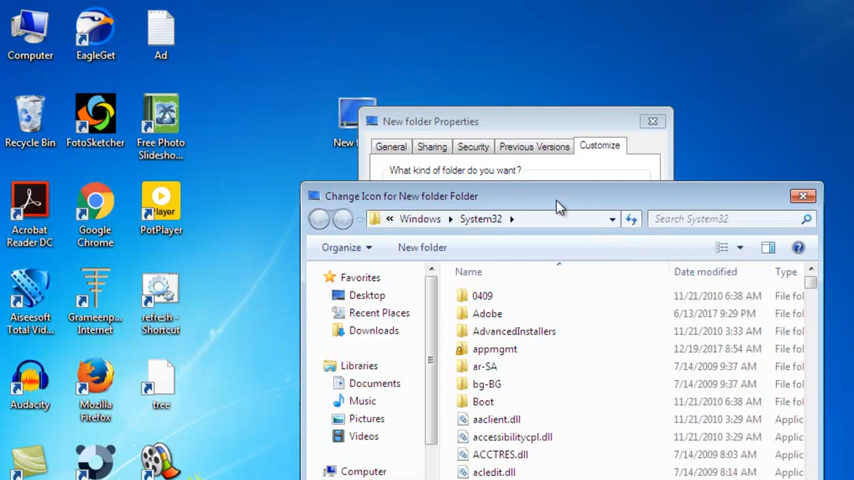 Computer
EagleGet
Ad
Recycle Bin
FotoSketcher
Free Photo
Slidesho...
New f
Acrobat
Reader DC
Google
Chrome
Player
PotPlayer
Aiseesoft
Total Vid...
Grameenp...
Internet
refresh -
Shortcut
Audacity
Mozilla
Firefox
tree
New folder Properties
General
Sharing
Security
Previous Versions
Customize
What kind of folder do you want?
Change Icon for New folder Folder
« Windows
System32
Search System32
Organize
New folder
Favorites
Desktop
Recent Places
Downloads
Libraries
Documents
Music
Pictures
Videos
Computer
Name Date modified Type
0409 11/21/2010 6:38 AM File fol
Adobe 6/13/2017 9:29 PM File fol
AdvancedInstallers 11/21/2010 3:33 AM File fol
appmgmt 12/19/2017 8:54 AM File fol
ar-SA 7/14/2009 9:37 AM File fol
bg-BG 7/14/2009 9:37 AM File fol
Boot 11/21/2010 6:38 AM File fol
aaclient.dll 11/21/2010 3:29 AM Applic
accessibilitycpl.dll 11/21/2010 3:29 AM Applic
ACCTRES.dll 7/14/2009 8:03 AM Applic
acledit.dll 7/14/2009 8:14 AM Applic